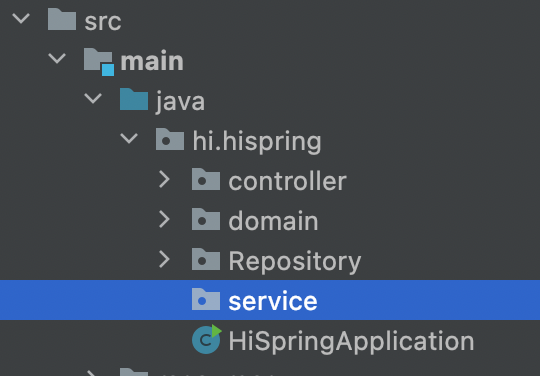 src
main
java
hi.hispring
controller
domain
Repository
service
HiSpringApplication